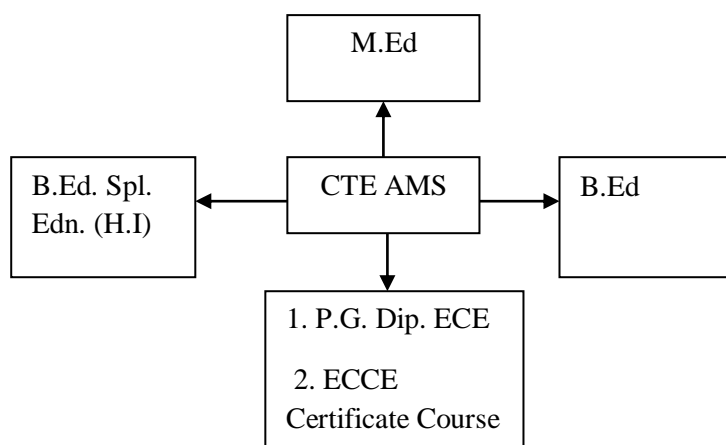 M.Ed
B.Ed. Spl.
Edn. (H.I)
CTE AMS
B.Ed
1. P.G. Dip. ECE
2. ECCE
Certificate Course